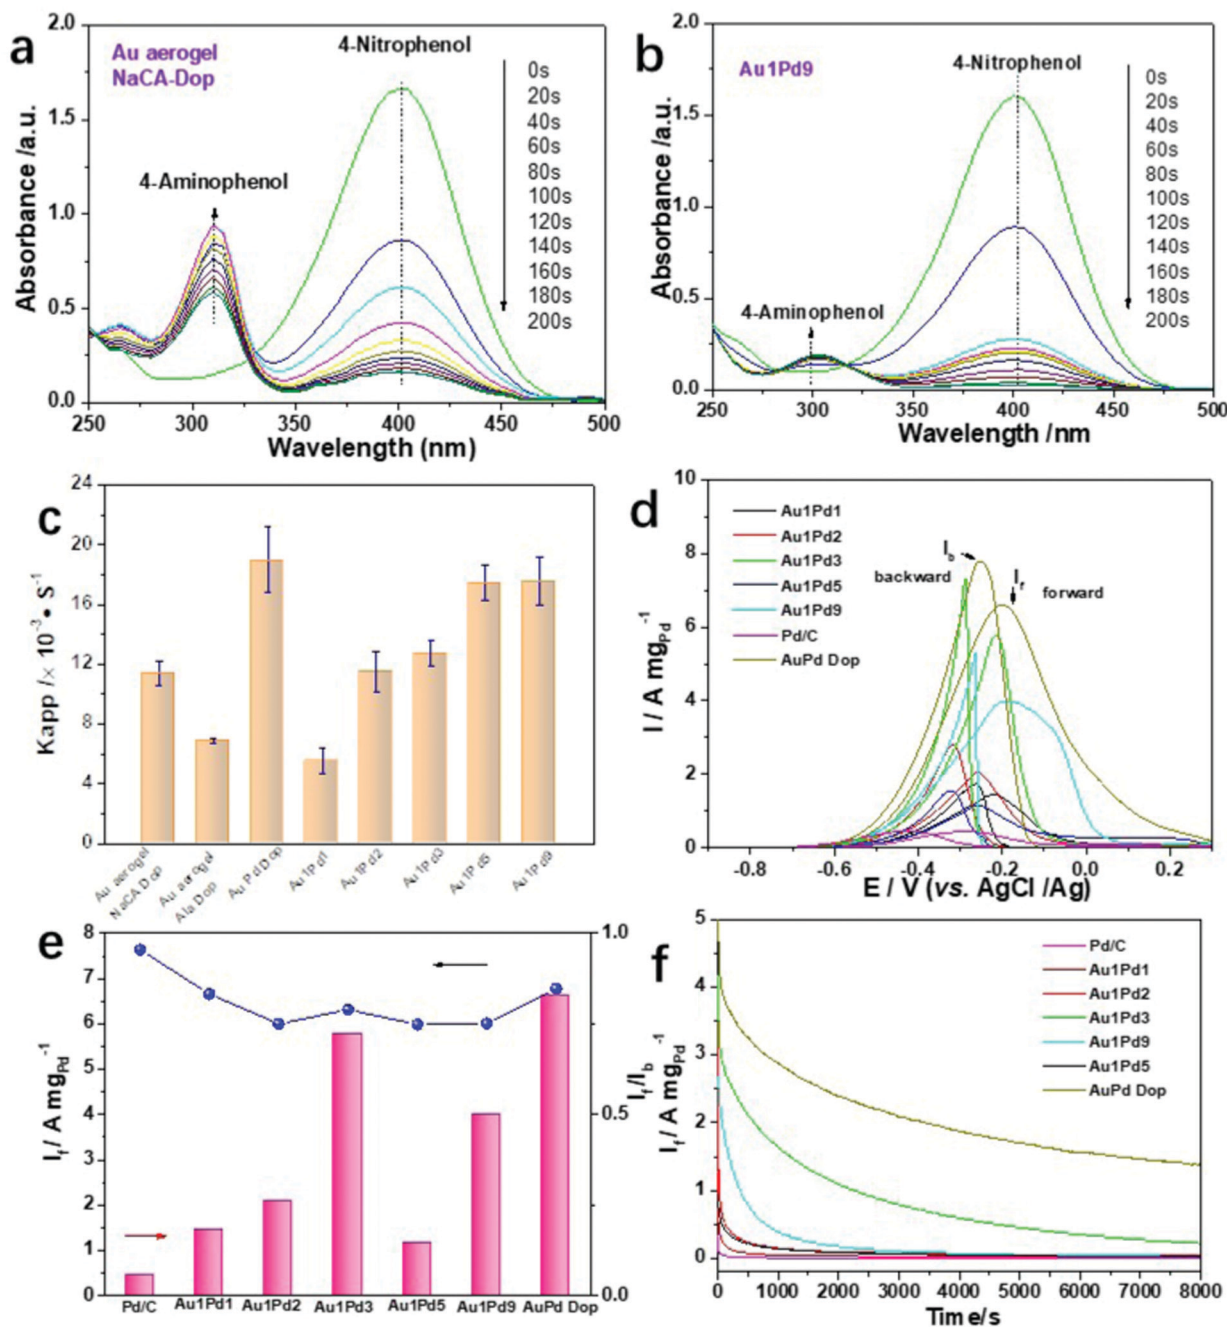 a
Au aerogel
NaCA-Dop
4-Nitrophenol
4-Aminophenol
0s
20s
40s
60s
80s
100s
120s
140s
160s
180s
200s
Absorbance /a.u.
2.0
1.5
1.0
0.5
0.0
250
300
350
400
450
500
Wavelength (nm)
b
Au1Pd9
4-Nitrophenol
4-Aminophenol
0s
20s
40s
60s
80s
100s
120s
140s
160s
180s
200s
Absorbance /a.u.
2.0
1.5
1.0
0.5
0.0
250
300
350
400
450
500
Wavelength /nm
c
Kapp /× 10⁻³ • S⁻¹
24
20
16
12
8
4
0
Au aerogel
NaCA Dop
Au aerogel
Ala Dop
Au Pd Dop
Au1Pd1
Au1Pd2
Au1Pd3
Au1Pd5
Au1Pd9
d
Au1Pd1
Au1Pd2
Au1Pd3
Au1Pd5
Au1Pd9
Pd/C
AuPd Dop
I_b
backward
I_f
forward
I / A mg_Pd⁻¹
10
8
6
4
2
0
-0.8
-0.6
-0.4
-0.2
0.0
0.2
E / V (vs. AgCl /Ag)
e
I_f / A mg_Pd⁻¹
8
7
6
5
4
3
2
1
0
1.0
0.5
0.0
I_f/I_b
Pd/C
Au1Pd1
Au1Pd2
Au1Pd3
Au1Pd5
Au1Pd9
AuPd Dop
f
Pd/C
Au1Pd1
Au1Pd2
Au1Pd3
Au1Pd9
Au1Pd5
AuPd Dop
I_f / A mg_Pd⁻¹
5
4
3
2
1
0
0
1000
2000
3000
4000
5000
6000
7000
8000
Time/s